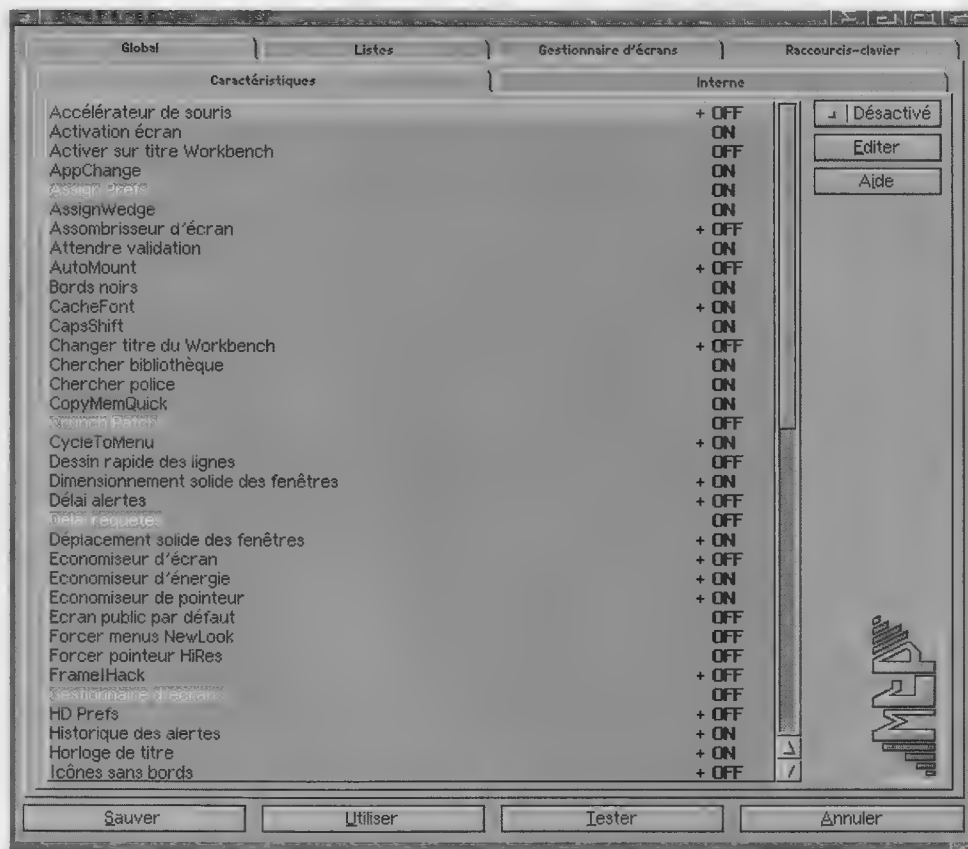 Global Listes Gestionnaire d'écrans Raccourcis-clavier
Caractéristiques Interne
Accélérateur de souris + OFF
Activation écran ON
Activer sur titre Workbench OFF
AppChange ON
Assign Prefs ON
AssignWedge ON
Assombrisseur d'écran + OFF
Attendre validation ON
AutoMount + OFF
Bords noirs ON
CacheFont + ON
CapsShift ON
Changer titre du Workbench + OFF
Chercher bibliothèque ON
Chercher police ON
CopyMemQuick ON
Patch OFF
CycleToMenu + ON
Dessin rapide des lignes OFF
Dimensionnement solide des fenêtres + ON
Délai alertes + OFF
Délai requêtes OFF
Déplacement solide des fenêtres + ON
Economiseur d'écran + OFF
Economiseur d'énergie + ON
Economiseur de pointeur + ON
Ecran public par défaut OFF
Forcer menus NewLook OFF
Forcer pointeur HiRes OFF
FrameIHack + OFF
Gestionnaire d'écrans OFF
HD Prefs + OFF
Historique des alertes + ON
Horloge de titre + ON
Icônes sans bords + OFF
Désactivé
Editer
Aide
MCP
Sauver Utiliser Tester Annuler